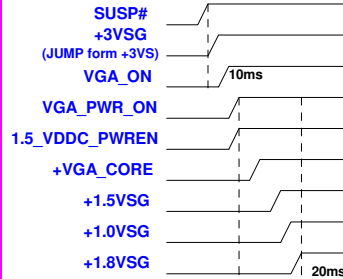 SUSP#
+3VSG
(JUMP form +3VS)
VGA_ON
10ms
VGA_PWR_ON
1.5_VDDC_PWREN
+VGA_CORE
+1.5VSG
+1.0VSG
+1.8VSG
20ms